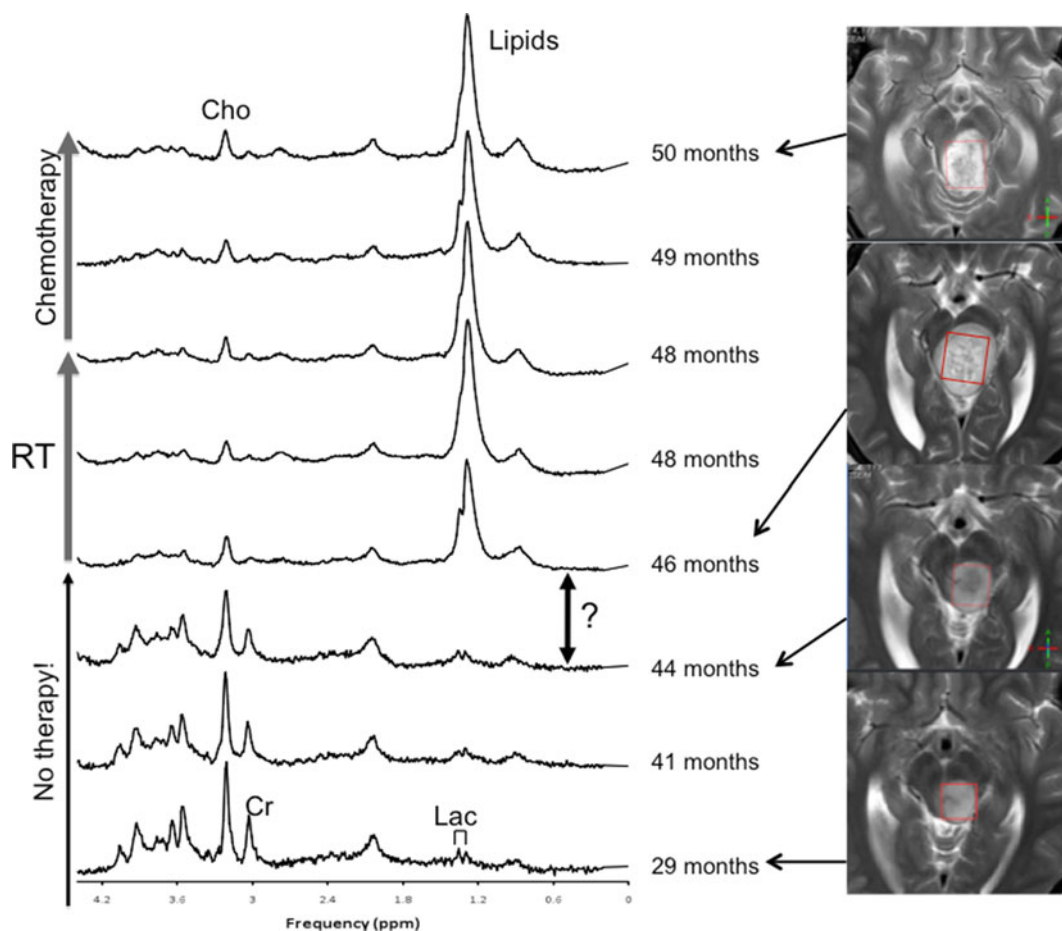 Lipids
Cho
50 months
Chemotherapy
49 months
48 months
RT
48 months
46 months
?
No therapy!
44 months
41 months
Cr
Lac
29 months
4.2 3.6 3 2.4 1.8 1.2 0.6 0
Frequency (ppm)